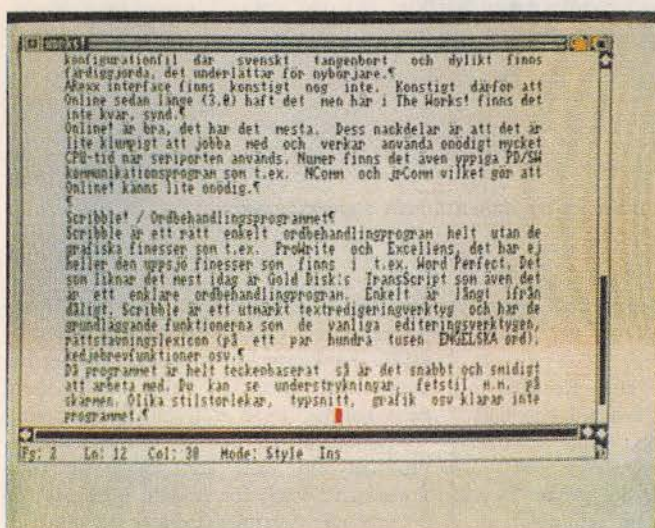 works!
konfigurationfil där svenskt tangenbort och dylikt finns
färdiggjorda, det underlättar för nybörjare.¶
ARexx interface finns konstigt nog inte. Konstigt därför att
Online sedan länge (3.0) haft det men här i The Works! finns det
inte kvar, synd.¶
Online! är bra, det har det mesta. Dess nackdelar är att det är
lite klumpigt att jobba med och verkar använda onödigt mycket
CPU-tid när seriporten används. Numer finns det även yppiga PD/SW
kommunikationsprogram som t.ex. NComm och jrComm vilket gör att
Online! känns lite onödig.¶
¶
Scribble! / Ordbehandlingsprogrammet¶
Scribble är ett rätt enkelt ordbehandlingprogram helt utan de
grafiska finesser som t.ex. ProWrite och Excellens, det har ej
heller den uppsjö finesser som finns i t.ex. Word Perfect. Det
som liknar det mest idag är Gold Disk:s TransScript som även det
är ett enklare ordbehandlingprogram. Enkelt är långt ifrån
dåligt. Scribble är ett utmärkt textredigeringverktyg och har de
grundläggande funktionerna som de vanliga editeringsverktygen,
rättstavningslexicon (på ett par hundra tusen ENGELSKA ord),
kedjebrevfunktioner osv.¶
Då programmet är helt teckenbaserat så är det snabbt och smidigt
att arbeta med. Du kan se understrykningar, fetstil m.m. på
skärmen. Olika stilstorlekar, typsnitt, grafik osv klarar inte
programmet.¶
Pg: 2 Ln: 12 Col: 38 Mode: Style Ins